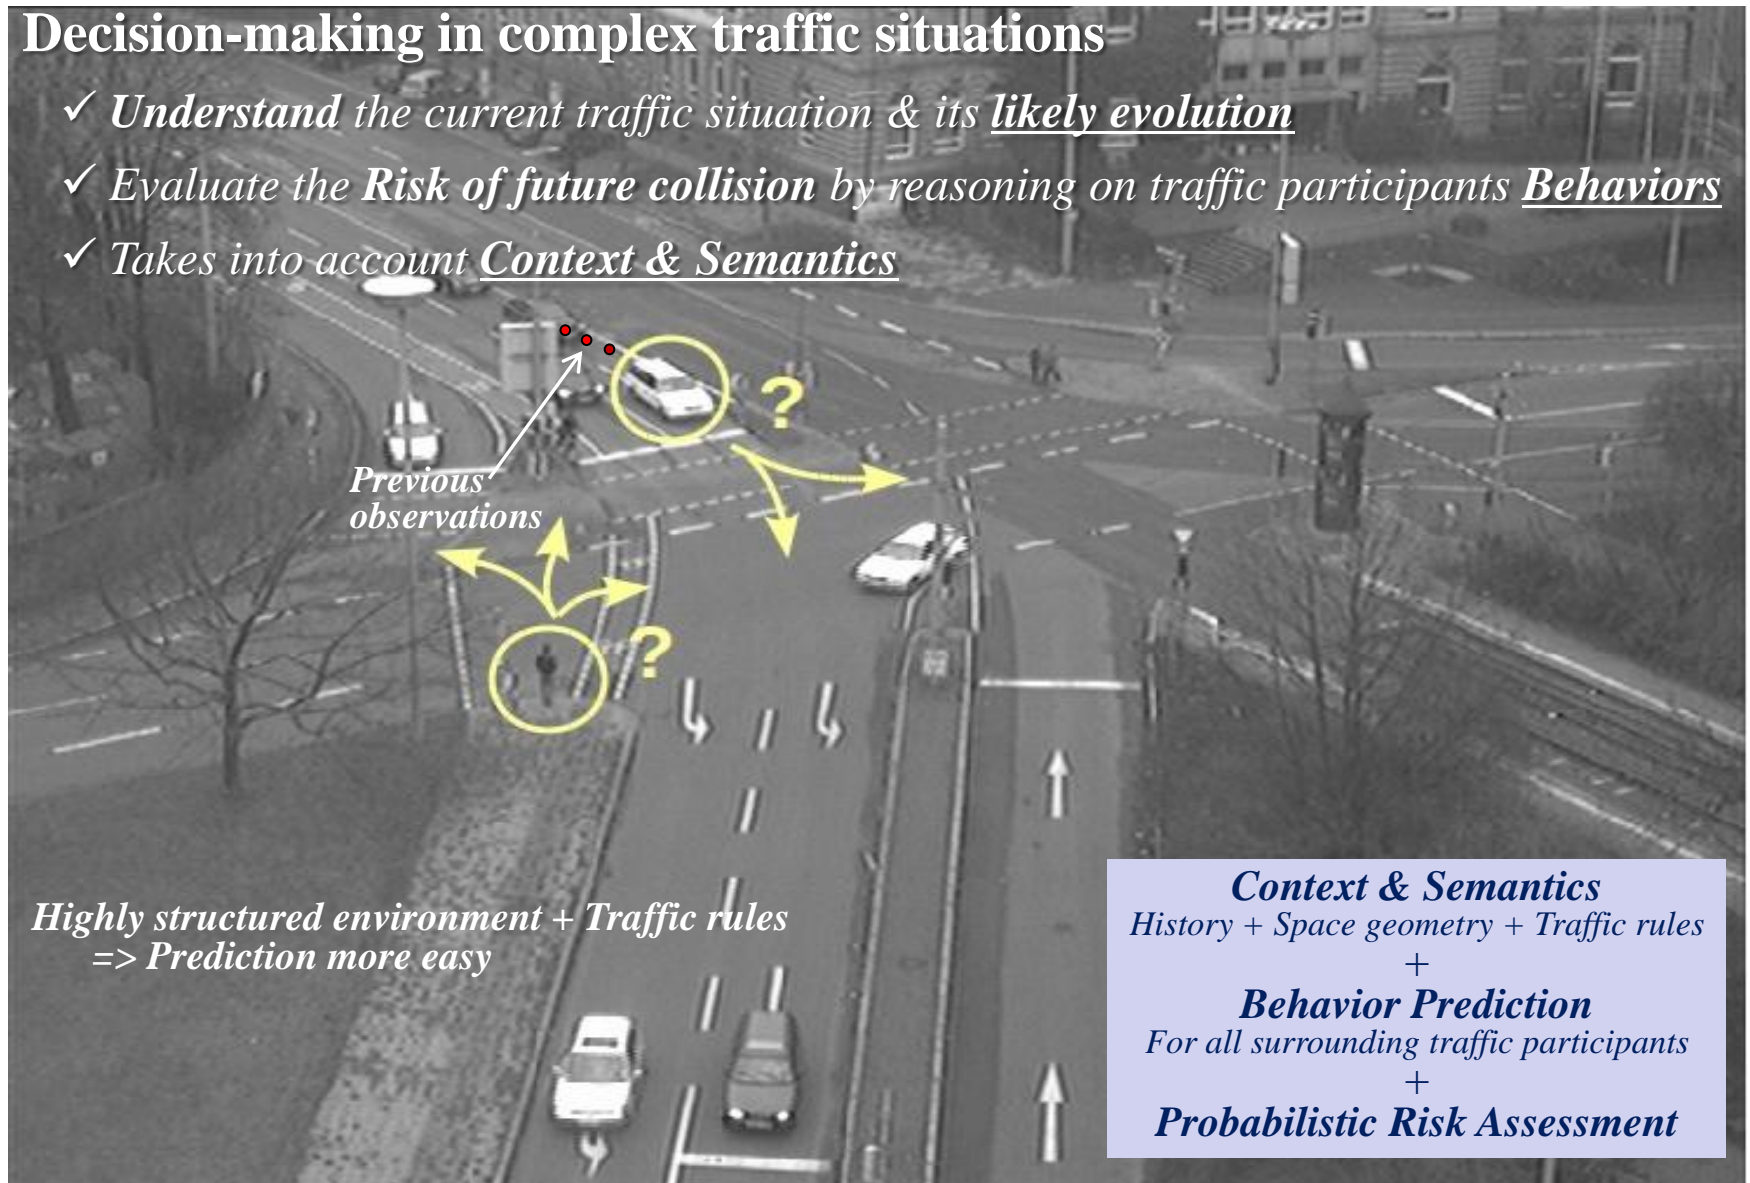 Decision-making in complex traffic situations
✓ Understand the current traffic situation & its likely evolution
✓ Evaluate the Risk of future collision by reasoning on traffic participants Behaviors
✓ Takes into account Context & Semantics
?
Previous
observations
?
Highly structured environment + Traffic rules
=> Prediction more easy
Context & Semantics
History + Space geometry + Traffic rules
+
Behavior Prediction
For all surrounding traffic participants
+
Probabilistic Risk Assessment